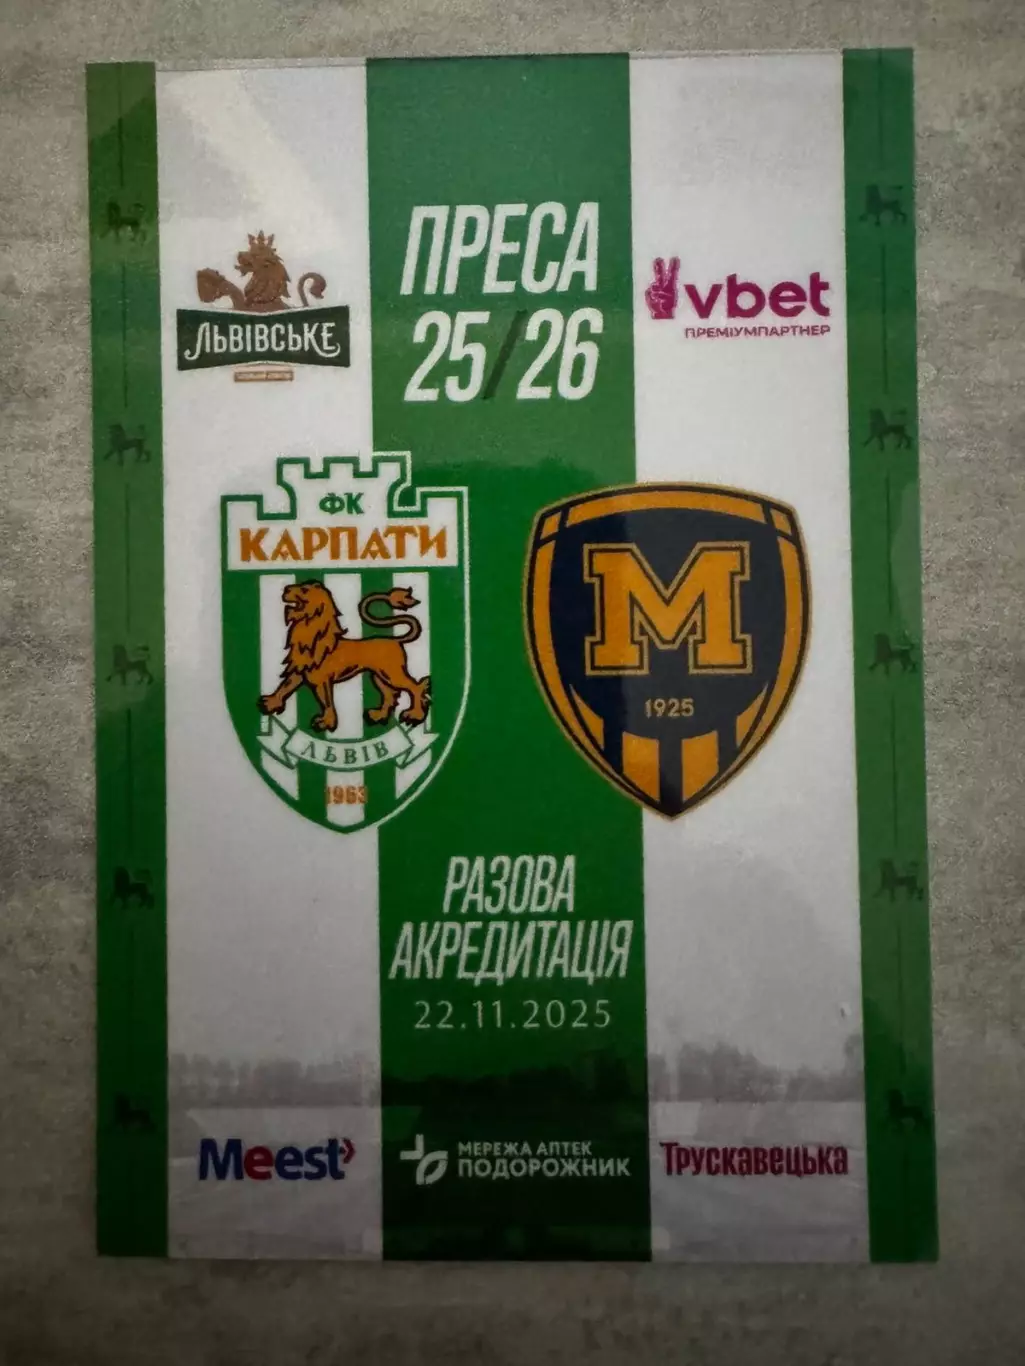 ПРЕСА
25/26
ЛЬВІВСЬКЕ
vbet
ПРЕМІУМПАРТНЕР
ФК
КАРПАТИ
ЛЬВІВ
1963
М
1925
РАЗОВА
АКРЕДИТАЦІЯ
22.11.2025
Meest
МЕРЕЖА АПТЕК
ПОДОРОЖНИК
Трускавецька